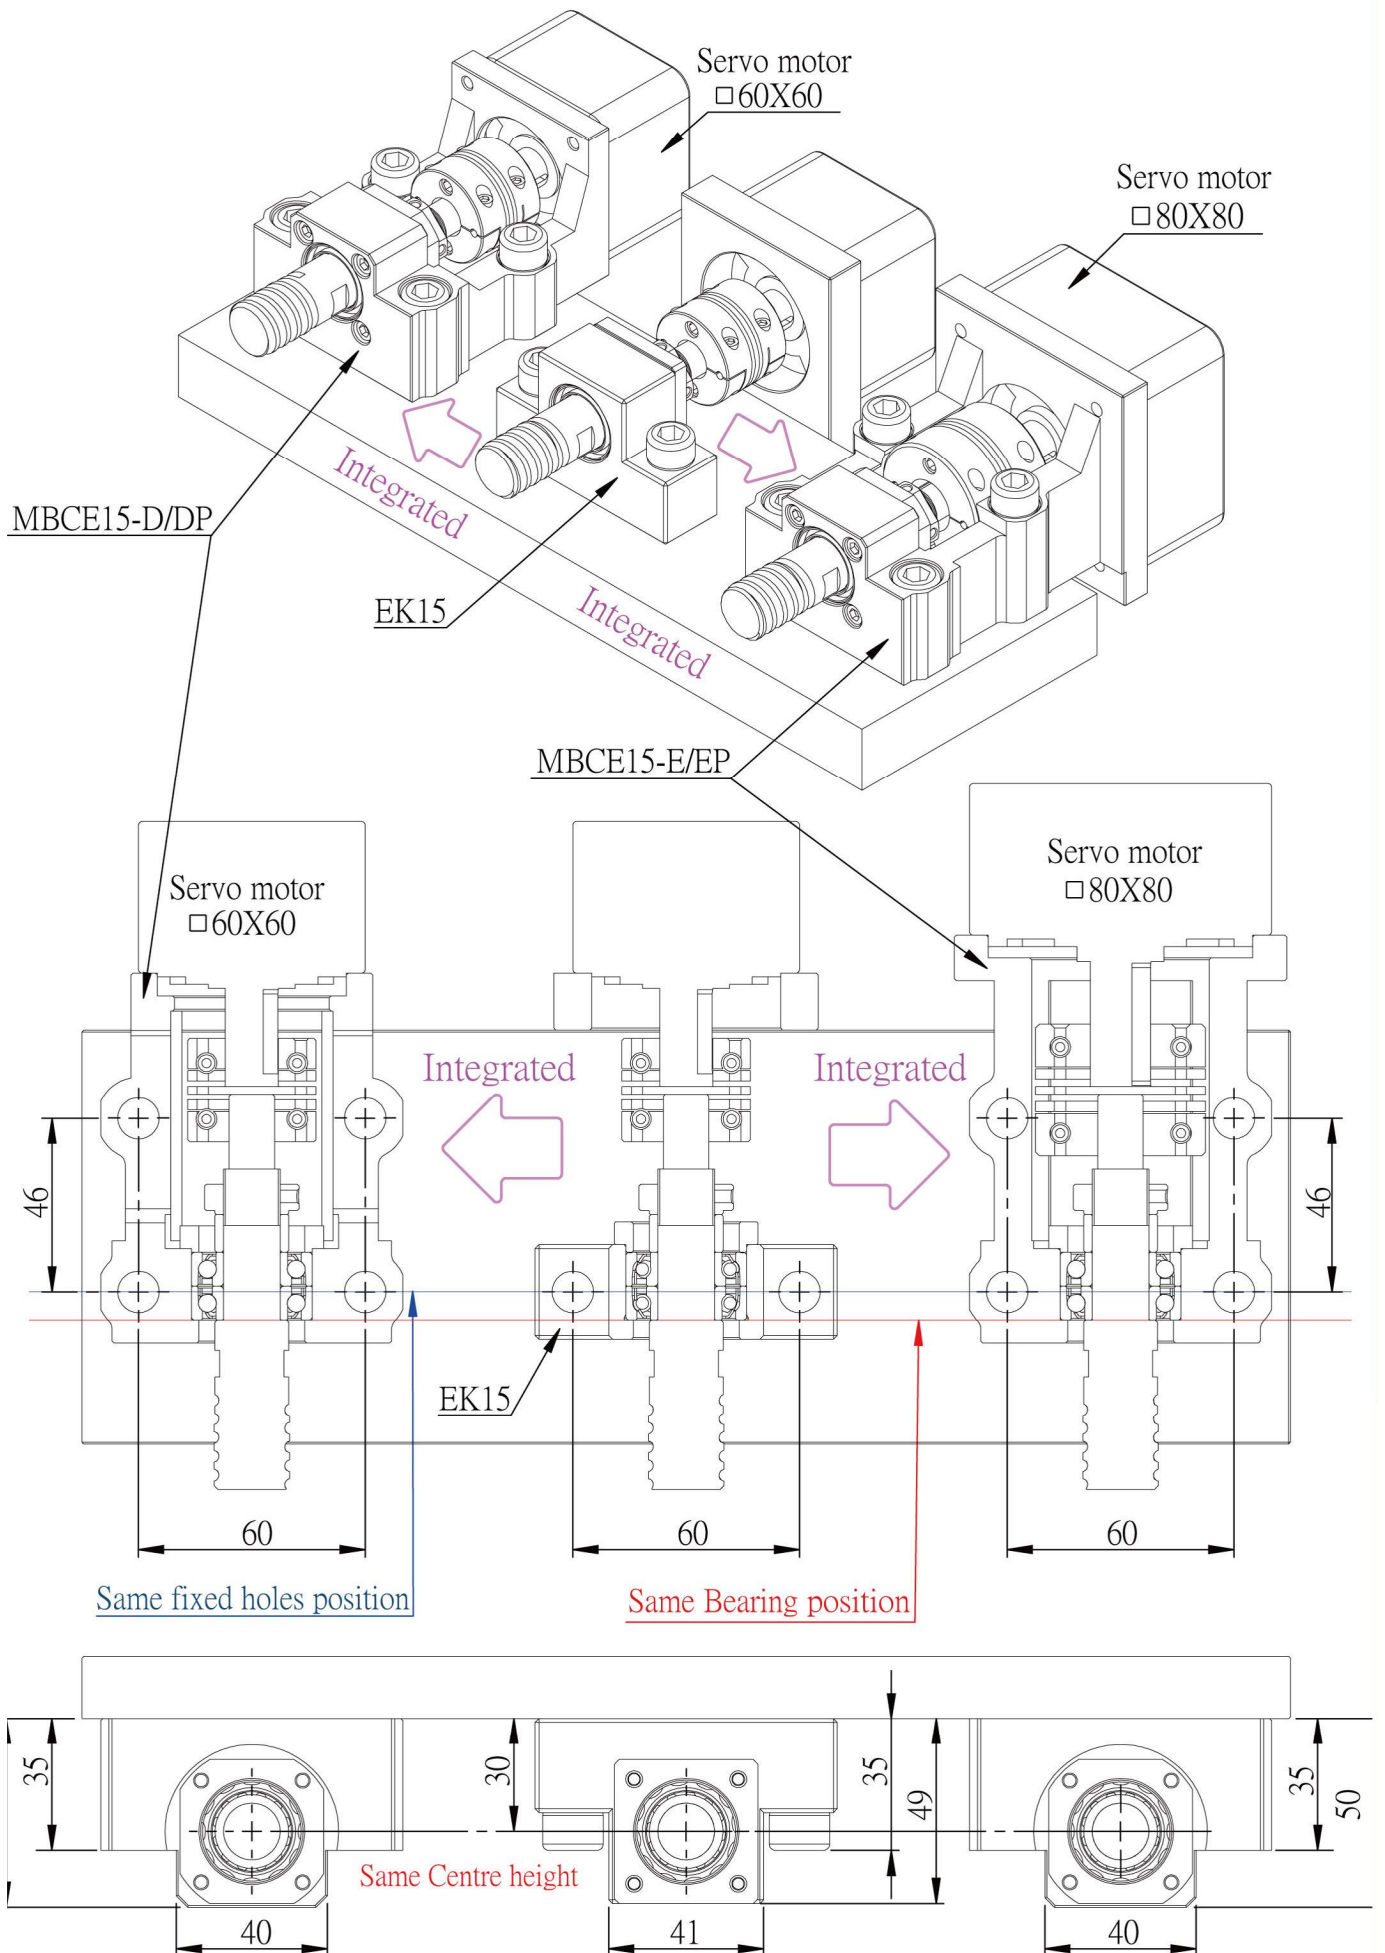 Servo motor
□60X60
Servo motor
□80X80
Integrated
MBCE15-D/DP
EK15
Integrated
MBCE15-E/EP
Servo motor
□60X60
Servo motor
□80X80
Integrated
Integrated
46
46
EK15
60
60
60
Same fixed holes position
Same Bearing position
35
30
35
49
35
50
Same Centre height
40
41
40